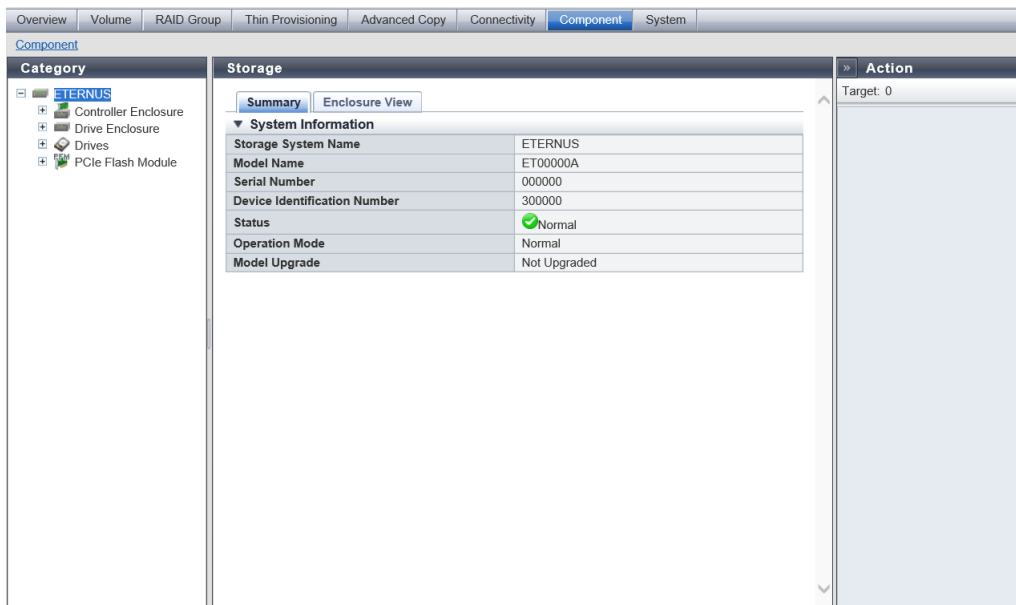 Overview Volume RAID Group Thin Provisioning Advanced Copy Connectivity Component System
Component
Category
ETERNUS
Controller Enclosure
Drive Enclosure
Drives
PCIe Flash Module
Storage
Summary Enclosure View
▼ System Information
Storage System Name ETERNUS
Model Name ET00000A
Serial Number 000000
Device Identification Number 300000
Status Normal
Operation Mode Normal
Model Upgrade Not Upgraded
» Action
Target: 0